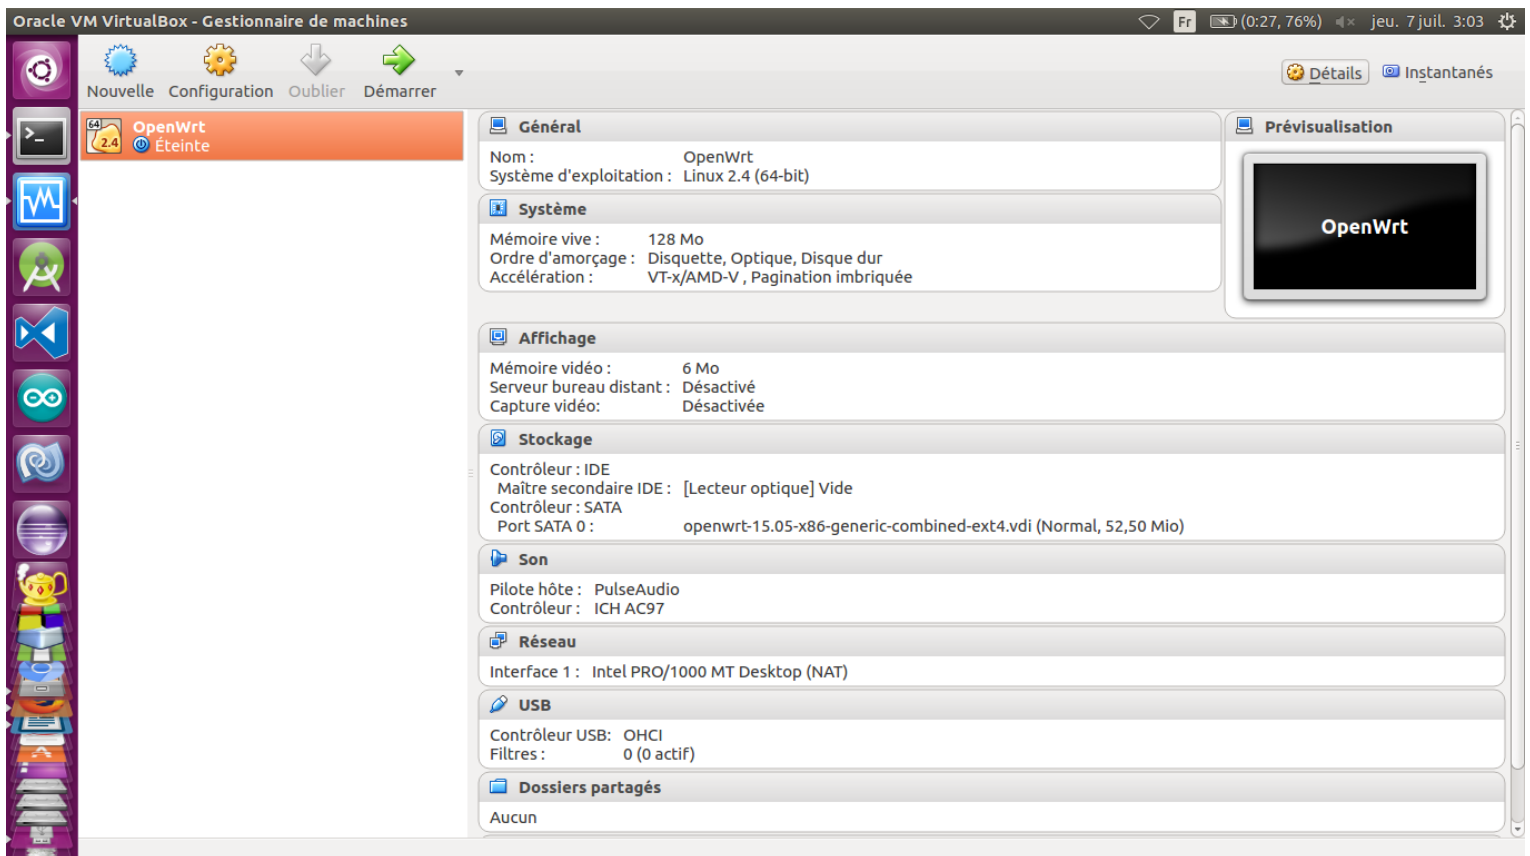 Oracle VM VirtualBox - Gestionnaire de machines
Fr (0:27, 76%) jeu. 7 juil. 3:03
Nouvelle Configuration Oublier Démarrer
Détails Instantanés
64
2.4
OpenWrt
Éteinte
Général
Nom : OpenWrt
Système d'exploitation : Linux 2.4 (64-bit)
Système
Mémoire vive : 128 Mo
Ordre d'amorçage : Disquette, Optique, Disque dur
Accélération : VT-x/AMD-V , Pagination imbriquée
Prévisualisation
OpenWrt
Affichage
Mémoire vidéo : 6 Mo
Serveur bureau distant : Désactivé
Capture vidéo: Désactivée
Stockage
Contrôleur : IDE
Maître secondaire IDE : [Lecteur optique] Vide
Contrôleur : SATA
Port SATA 0 : openwrt-15.05-x86-generic-combined-ext4.vdi (Normal, 52,50 Mio)
Son
Pilote hôte : PulseAudio
Contrôleur : ICH AC97
Réseau
Interface 1 : Intel PRO/1000 MT Desktop (NAT)
USB
Contrôleur USB: OHCI
Filtres : 0 (0 actif)
Dossiers partagés
Aucun